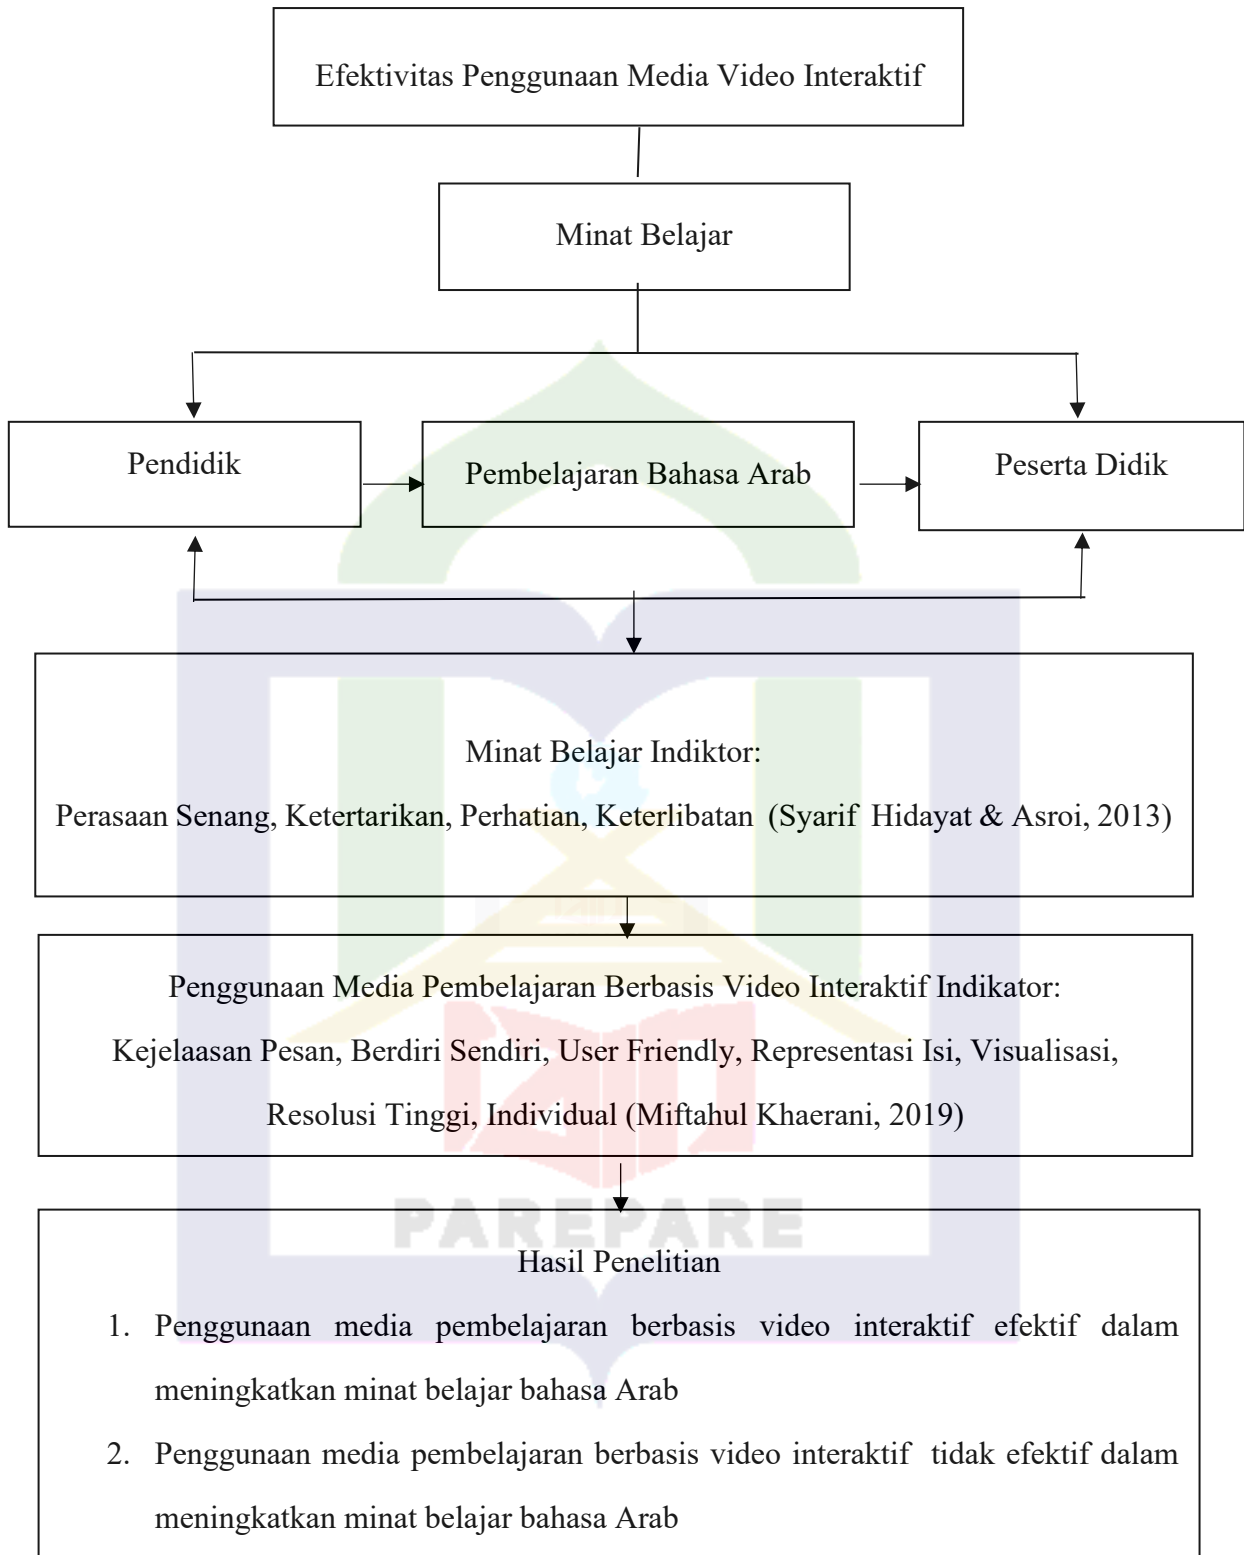 Efektivitas Penggunaan Media Video Interaktif
Minat Belajar
Pendidik
Pembelajaran Bahasa Arab
Peserta Didik
Minat Belajar Indiktor:
Perasaan Senang, Ketertarikan, Perhatian, Keterlibatan (Syarif Hidayat & Asroi, 2013)
Penggunaan Media Pembelajaran Berbasis Video Interaktif Indikator:
Kejelaasan Pesan, Berdiri Sendiri, User Friendly, Representasi Isi, Visualisasi,
Resolusi Tinggi, Individual (Miftahul Khaerani, 2019)
PAREPARE
Hasil Penelitian
1. Penggunaan media pembelajaran berbasis video interaktif efektif dalam
meningkatkan minat belajar bahasa Arab
2. Penggunaan media pembelajaran berbasis video interaktif tidak efektif dalam
meningkatkan minat belajar bahasa Arab